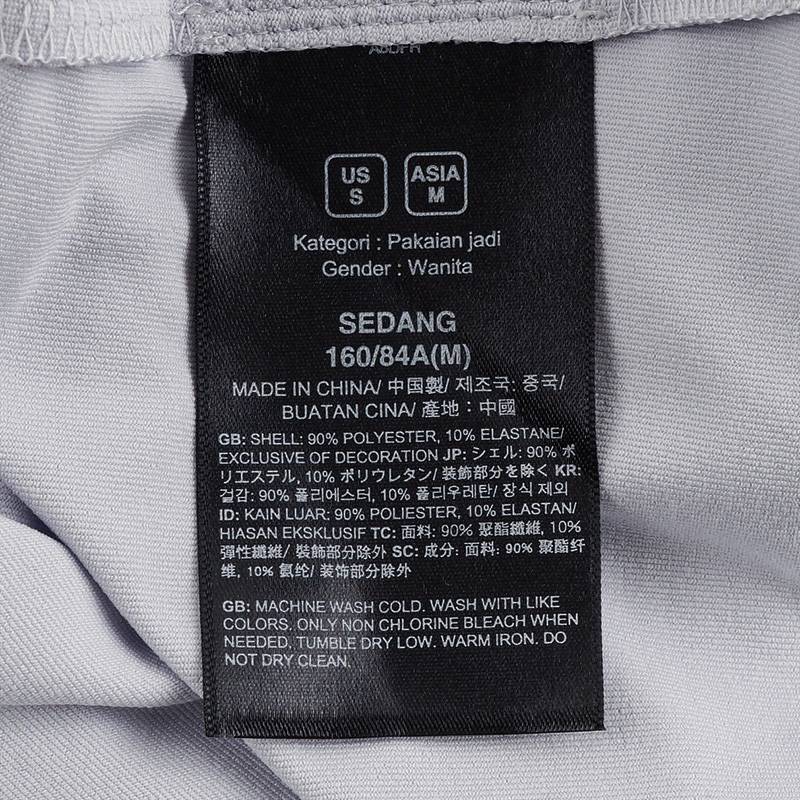 US
S
ASIA
M
Kategori : Pakaian jadi
Gender : Wanita
SEDANG
160/84A(M)
MADE IN CHINA/ 中国製/ 제조국: 중국/
BUATAN CINA/ 產地：中國
GB: SHELL: 90% POLYESTER, 10% ELASTANE/
EXCLUSIVE OF DECORATION JP: シェル: 90% ポ
リエステル, 10% ポリウレタン/ 装飾部分を除く KR:
겉감: 90% 폴리에스터, 10% 폴리우레탄/ 장식 제외
ID: KAIN LUAR: 90% POLIESTER, 10% ELASTAN/
HIASAN EKSKLUSIF TC: 面料: 90% 聚酯纖維, 10%
彈性纖維/ 裝飾部分除外 SC: 成分: 面料: 90% 聚酯纤
维, 10% 氨纶/ 装饰部分除外
GB: MACHINE WASH COLD. WASH WITH LIKE
COLORS. ONLY NON CHLORINE BLEACH WHEN
NEEDED. TUMBLE DRY LOW. WARM IRON. DO
NOT DRY CLEAN.